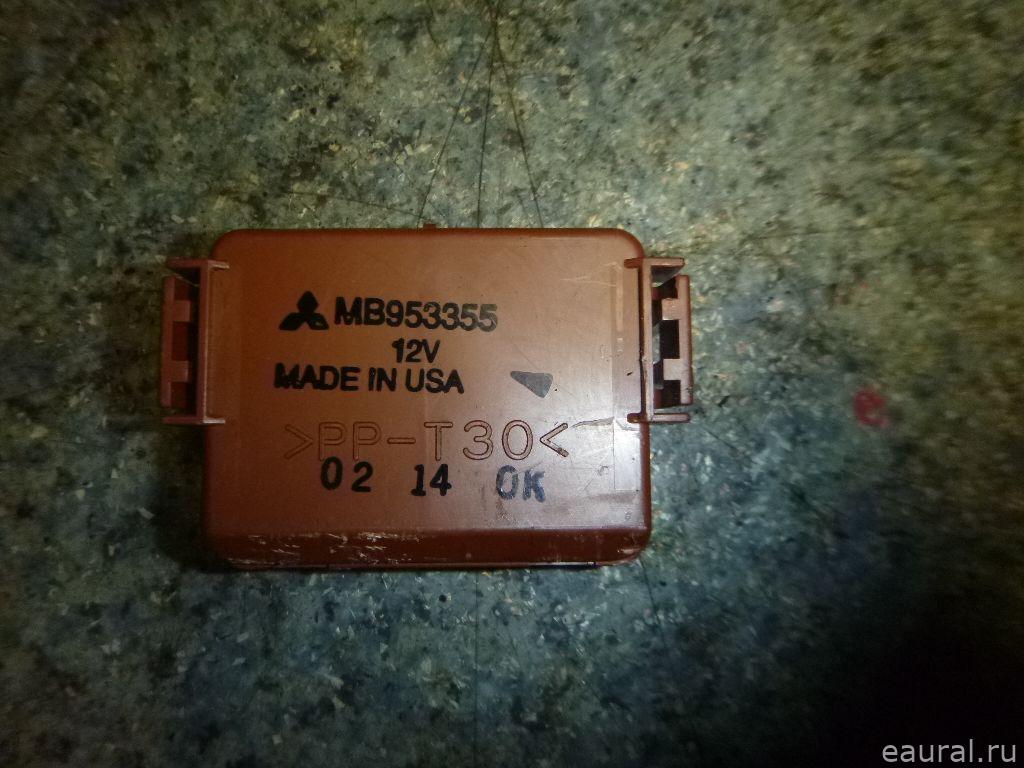 MB953355
12V
MADE IN USA
>PP-T30<
02 14 OK
eaural.ru